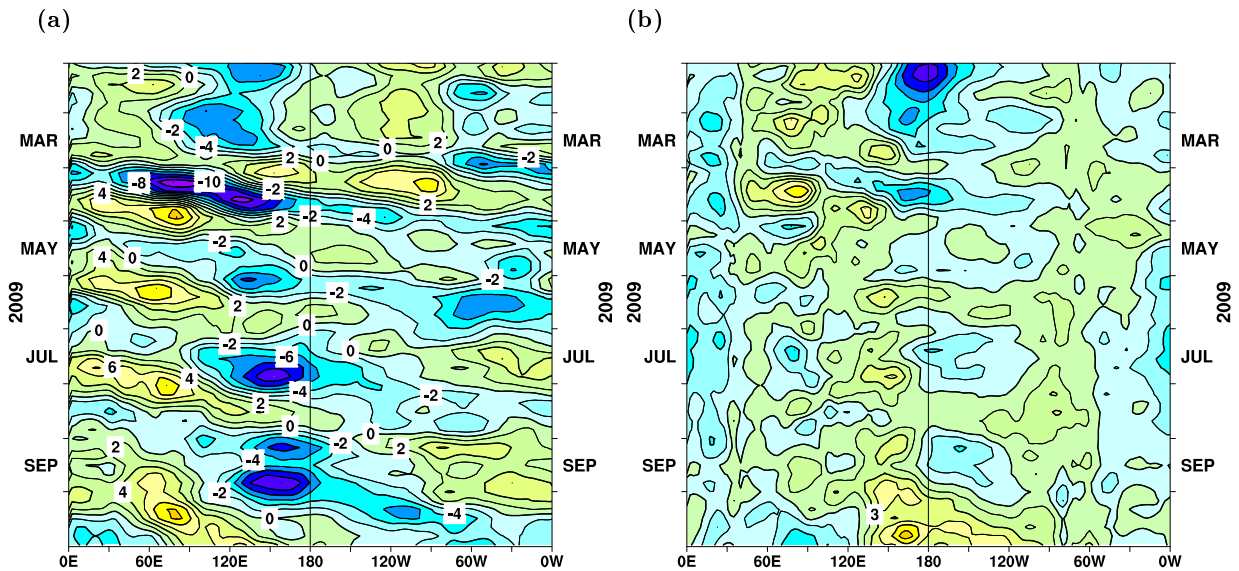 (a) (b)
2 0
-2
MAR -4 2 0 0 2 -2 MAR MAR MAR
4 -8 -10 -2 2
2 -2 -4
MAY -2 MAY MAY MAY
4 0 0 -2
-2
2009 2 2009 2009 2009
0 0
-2
JUL -6 0 JUL JUL JUL
6 4 -4 -2
2
0 0
2 -2 2
SEP -4 SEP SEP SEP
4 -2
0 -4 3
0E 60E 120E 180 120W 60W 0W 0E 60E 120E 180 120W 60W 0W